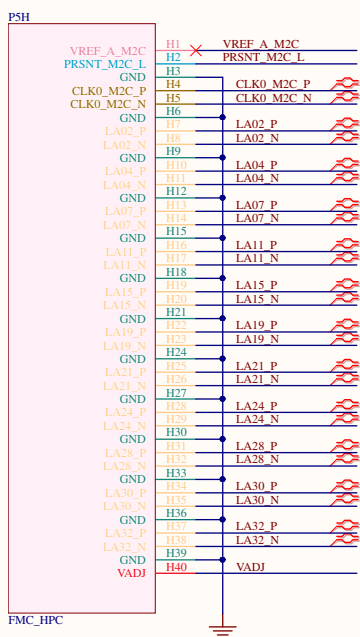 P5H
VREF_A_M2C H1 VREF_A_M2C
PRSNT_M2C_L H2 PRSNT_M2C_L
GND H3
CLK0_M2C_P H4 CLK0_M2C_P
CLK0_M2C_N H5 CLK0_M2C_N
GND H6
LA02_P H7 LA02_P
LA02_N H8 LA02_N
GND H9
LA04_P H10 LA04_P
LA04_N H11 LA04_N
GND H12
LA07_P H13 LA07_P
LA07_N H14 LA07_N
GND H15
LA11_P H16 LA11_P
LA11_N H17 LA11_N
GND H18
LA15_P H19 LA15_P
LA15_N H20 LA15_N
GND H21
LA19_P H22 LA19_P
LA19_N H23 LA19_N
GND H24
LA21_P H25 LA21_P
LA21_N H26 LA21_N
GND H27
LA24_P H28 LA24_P
LA24_N H29 LA24_N
GND H30
LA28_P H31 LA28_P
LA28_N H32 LA28_N
GND H33
LA30_P H34 LA30_P
LA30_N H35 LA30_N
GND H36
LA32_P H37 LA32_P
LA32_N H38 LA32_N
GND H39
VADJ H40 VADJ
FMC_HPC